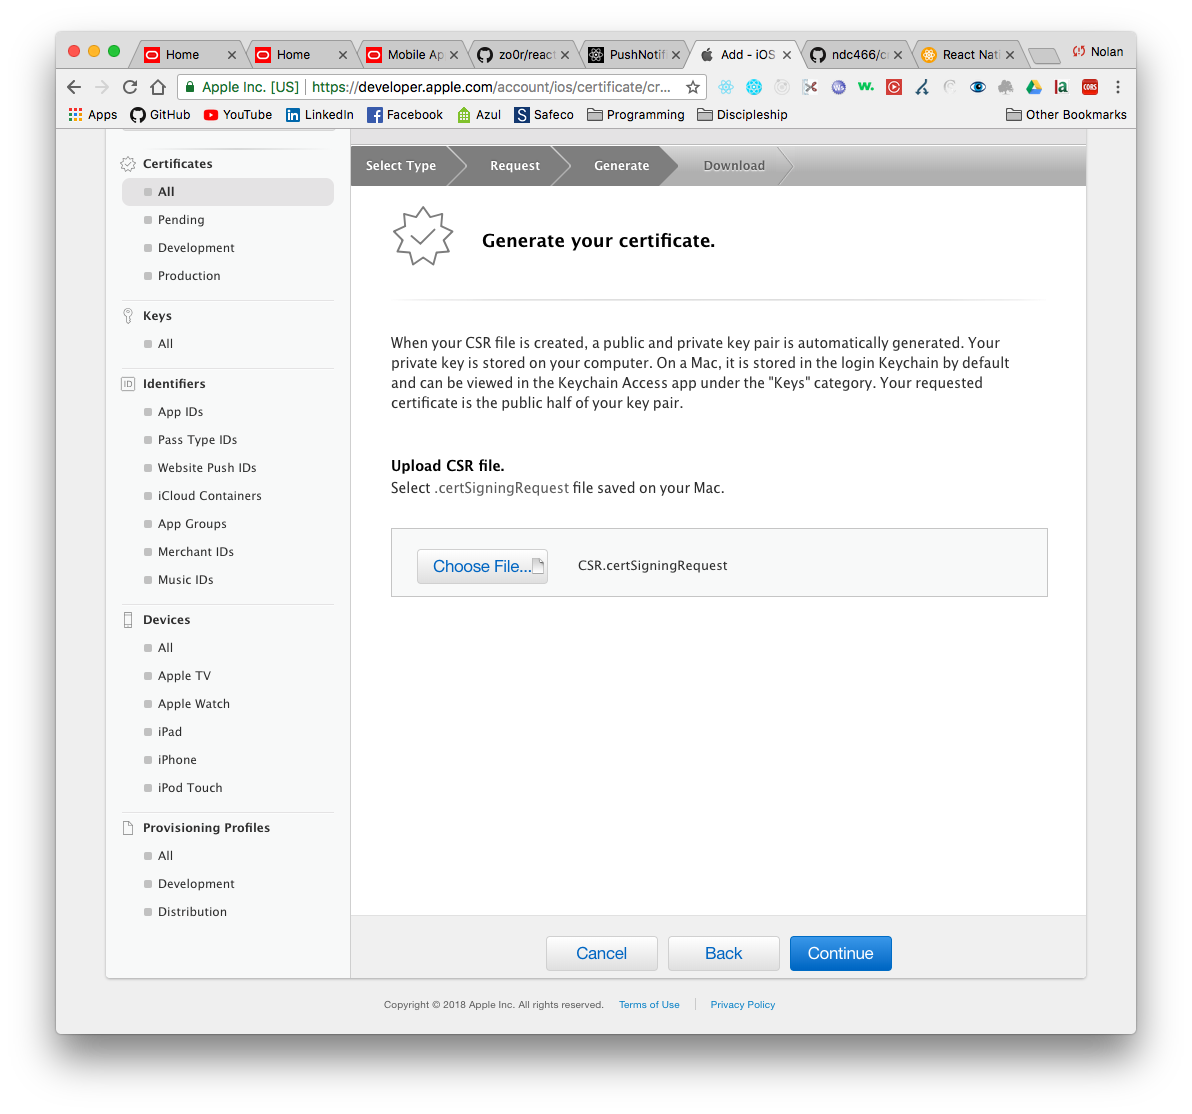 Home
Home
Mobile Ap
zo0r/react
PushNotifi
Add - iOS
ndc466/c
React Nati
Nolan
Apple Inc. [US]
https://developer.apple.com/account/ios/certificate/cr...
Apps
GitHub
YouTube
LinkedIn
Facebook
Azul
Safeco
Programming
Discipleship
Other Bookmarks
Certificates
All
Pending
Development
Production
Keys
All
Identifiers
App IDs
Pass Type IDs
Website Push IDs
iCloud Containers
App Groups
Merchant IDs
Music IDs
Devices
All
Apple TV
Apple Watch
iPad
iPhone
iPod Touch
Provisioning Profiles
All
Development
Distribution
Select Type
Request
Generate
Download
Generate your certificate.
When your CSR file is created, a public and private key pair is automatically generated. Your
private key is stored on your computer. On a Mac, it is stored in the login Keychain by default
and can be viewed in the Keychain Access app under the "Keys" category. Your requested
certificate is the public half of your key pair.
Upload CSR file.
Select .certSigningRequest file saved on your Mac.
Choose File...
CSR.certSigningRequest
Cancel
Back
Continue
Copyright © 2018 Apple Inc. All rights reserved.
Terms of Use
Privacy Policy